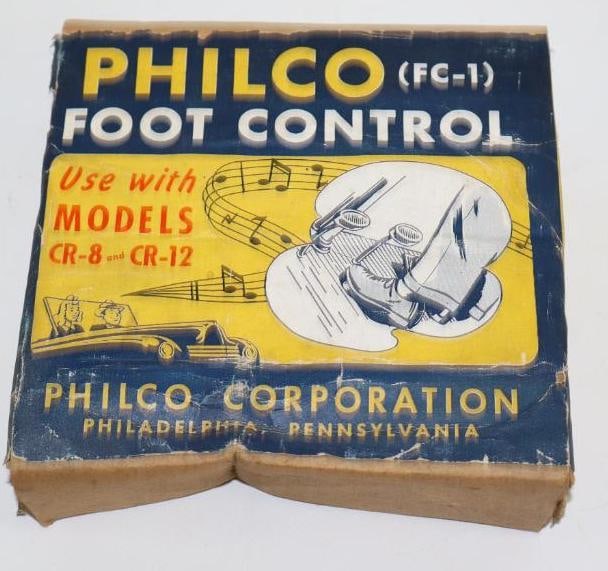 PHILCO (FC-1)
FOOT CONTROL
Use with
MODELS
CR-8 and CR-12
PHILCO CORPORATION
PHILADELPHIA, PENNSYLVANIA